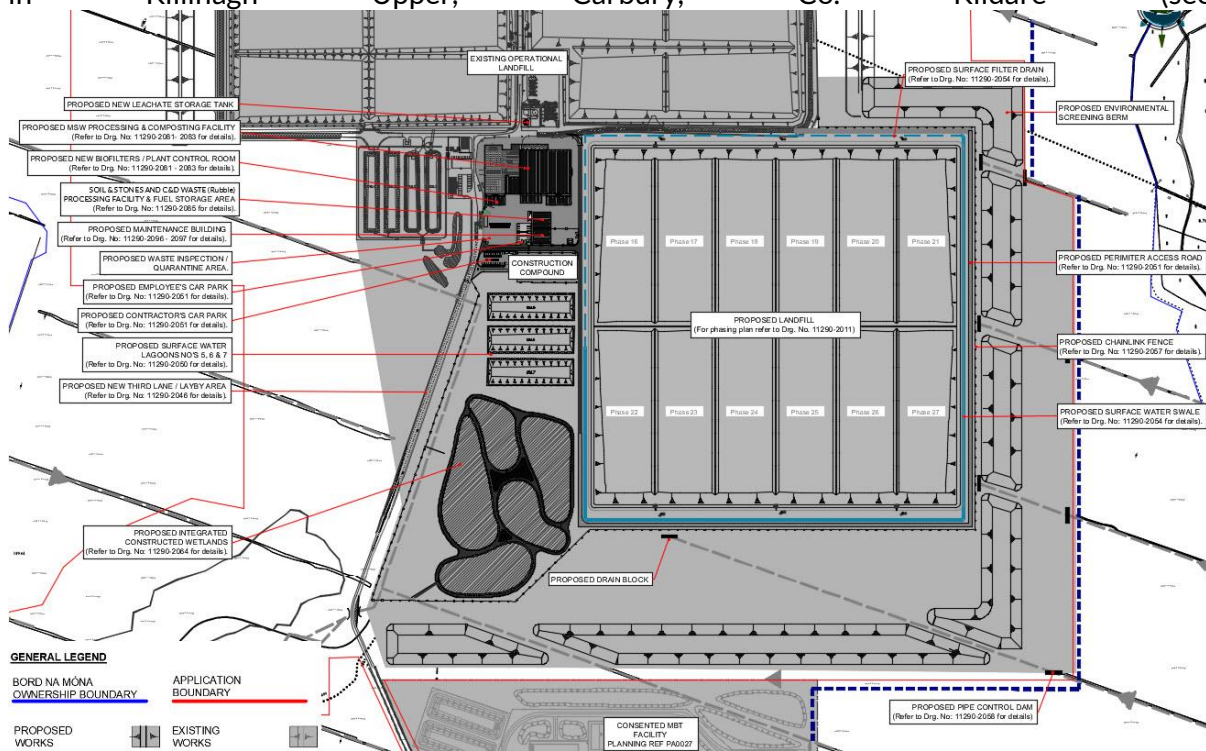 in Killinagh Upper, Carbury, Co. Kildare (see
EXISTING OPERATIONAL
LANDFILL
PROPOSED SURFACE FILTER DRAIN
(Refer to Drg. No: 11290-2054 for details).
PROPOSED NEW LEACHATE STORAGE TANK
PROPOSED ENVIRONMENTAL
SCREENING BERM
PROPOSED MSW PROCESSING & COMPOSTING FACILITY
(Refer to Drg. No: 11290-2081- 2083 for details).
PROPOSED NEW BIOFILTERS / PLANT CONTROL ROOM
(Refer to Drg. No: 11290-2081 - 2083 for details).
SOIL & STONES AND C&D WASTE (Rubble)
PROCESSING FACILITY & FUEL STORAGE AREA
(Refer to Drg. No: 11290-2085 for details).
PROPOSED MAINTENANCE BUILDING
(Refer to Drg. No: 11290-2096 - 2097 for details).
PROPOSED WASTE INSPECTION /
QUARANTINE AREA.
CONSTRUCTION
COMPOUND
PROPOSED EMPLOYEE'S CAR PARK
(Refer to Drg. No: 11290-2051 for details).
PROPOSED CONTRACTOR'S CAR PARK
(Refer to Drg. No: 11290-2051 for details).
PROPOSED SURFACE WATER
LAGOONS NO'S 5, 6 & 7
(Refer to Drg. No: 11290-2050 for details).
PROPOSED NEW THIRD LANE / LAYBY AREA
(Refer to Drg. No: 11290-2046 for details).
Phase 16
Phase 17
Phase 18
Phase 19
Phase 20
Phase 21
PROPOSED PERIMITER ACCESS ROAD
(Refer to Drg. No: 11290-2051 for details).
PROPOSED LANDFILL
(For phasing plan refer to Drg. No. 11290-2011)
PROPOSED CHAINLINK FENCE
(Refer to Drg. No: 11290-2057 for details).
Phase 22
Phase 23
Phase 24
Phase 25
Phase 26
Phase 27
PROPOSED SURFACE WATER SWALE
(Refer to Drg. No: 11290-2054 for details).
PROPOSED INTEGRATED
CONSTRUCTED WETLANDS
(Refer to Drg. No: 11290-2064 for details).
PROPOSED DRAIN BLOCK
GENERAL LEGEND
BORD NA MÓNA
OWNERSHIP BOUNDARY
APPLICATION
BOUNDARY
PROPOSED
WORKS
EXISTING
WORKS
CONSENTED MBT
FACILITY
PLANNING REF PA0027
PROPOSED PIPE CONTROL DAM
(Refer to Drg. No: 11290-2058 for details)